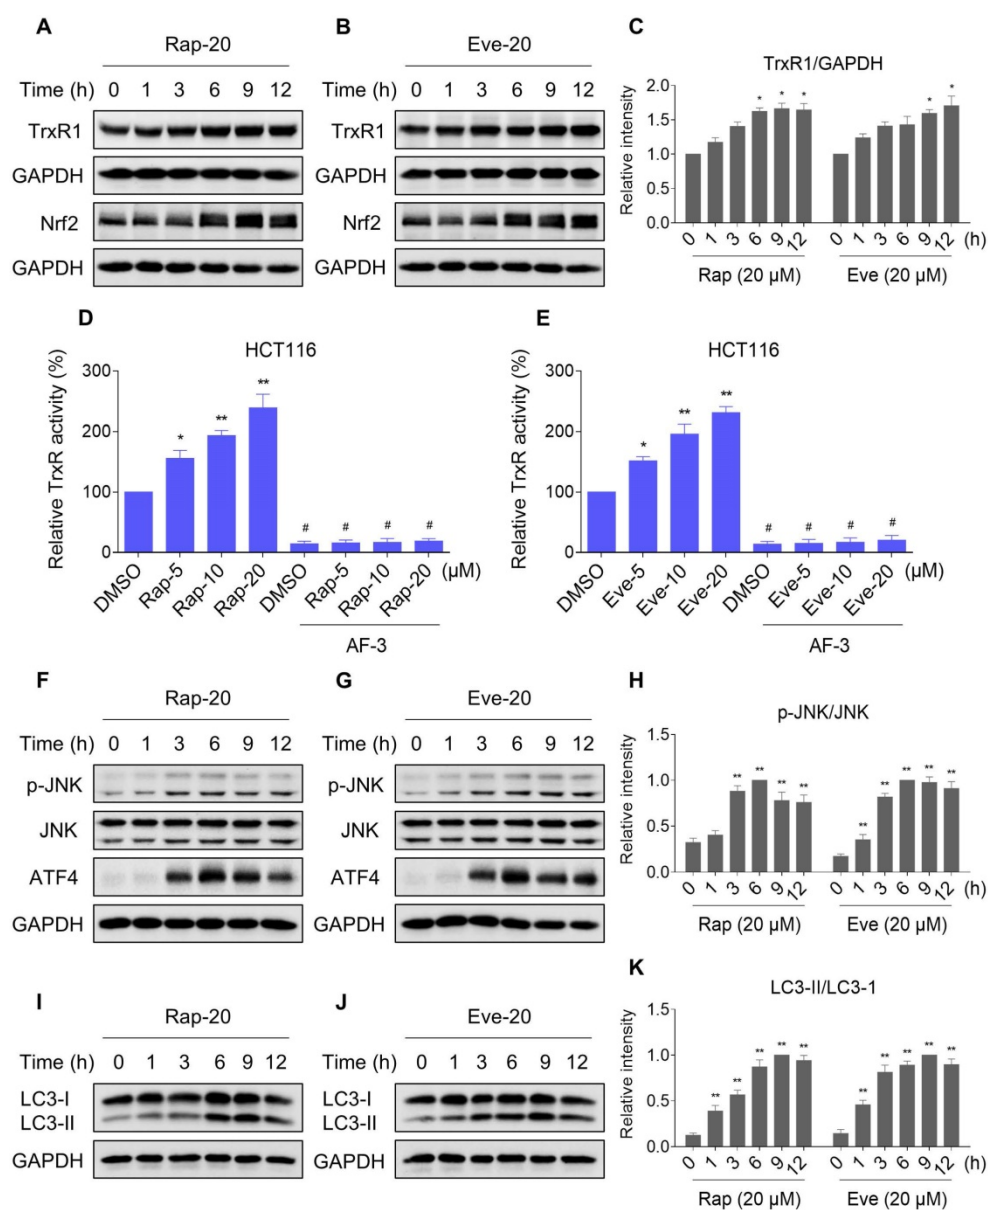 A
Rap-20
Time (h) 0 1 3 6 9 12
TrxR1
GAPDH
Nrf2
GAPDH
B
Eve-20
Time (h) 0 1 3 6 9 12
TrxR1
GAPDH
Nrf2
GAPDH
C
TrxR1/GAPDH
Relative intensity
2.0
1.5
1.0
0.5
0.0
* * * * *
0 1 3 6 9 12 0 1 3 6 9 12 (h)
Rap (20 µM) Eve (20 µM)
D
HCT116
Relative TrxR activity (%)
300
200
100
0
* ** ** # # # #
DMSO Rap-5 Rap-10 Rap-20 DMSO Rap-5 Rap-10 Rap-20 (µM)
AF-3
E
HCT116
Relative TrxR activity (%)
300
200
100
0
* ** ** # # # #
DMSO Eve-5 Eve-10 Eve-20 DMSO Eve-5 Eve-10 Eve-20 (µM)
AF-3
F
Rap-20
Time (h) 0 1 3 6 9 12
p-JNK
JNK
ATF4
GAPDH
G
Eve-20
Time (h) 0 1 3 6 9 12
p-JNK
JNK
ATF4
GAPDH
H
p-JNK/JNK
Relative intensity
1.5
1.0
0.5
0.0
** ** ** ** ** ** ** ** **
0 1 3 6 9 12 0 1 3 6 9 12 (h)
Rap (20 µM) Eve (20 µM)
I
Rap-20
Time (h) 0 1 3 6 9 12
LC3-I
LC3-II
GAPDH
J
Eve-20
Time (h) 0 1 3 6 9 12
LC3-I
LC3-II
GAPDH
K
LC3-II/LC3-1
Relative intensity
1.5
1.0
0.5
0.0
** ** ** ** ** ** ** ** ** **
0 1 3 6 9 12 0 1 3 6 9 12 (h)
Rap (20 µM) Eve (20 µM)